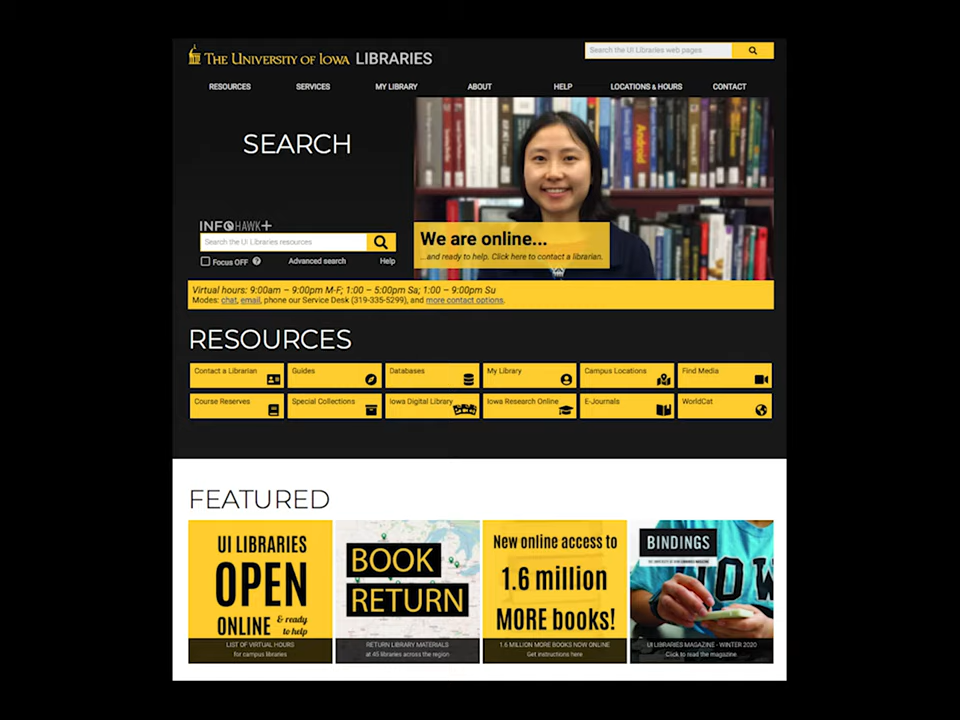 THE UNIVERSITY OF IOWA LIBRARIES
Search the UI Libraries web pages
RESOURCES SERVICES MY LIBRARY ABOUT HELP LOCATIONS & HOURS CONTACT
SEARCH
INFOHAWK+
Search the UI Libraries resources
Focus OFF Advanced search Help
We are online...
...and ready to help. Click here to contact a librarian.
Virtual hours: 9:00am – 9:00pm M-F; 1:00 – 5:00pm Sa; 1:00 – 9:00pm Su
Modes: chat, email, phone our Service Desk (319-335-5299), and more contact options.
RESOURCES
Contact a Librarian Guides Databases My Library Campus Locations Find Media
Course Reserves Special Collections Iowa Digital Library Iowa Research Online E-Journals WorldCat
FEATURED
UI LIBRARIES
OPEN
ONLINE & ready
to help
LIST OF VIRTUAL HOURS
for campus libraries
BOOK
RETURN
RETURN LIBRARY MATERIALS
at 45 libraries across the region
New online access to
1.6 million
MORE books!
1.6 MILLION MORE BOOKS NOW ONLINE
Get instructions here
BINDINGS
THE UNIVERSITY OF IOWA LIBRARIES MAGAZINE
IOW
UI LIBRARIES MAGAZINE - WINTER 2020
Click to read the magazine